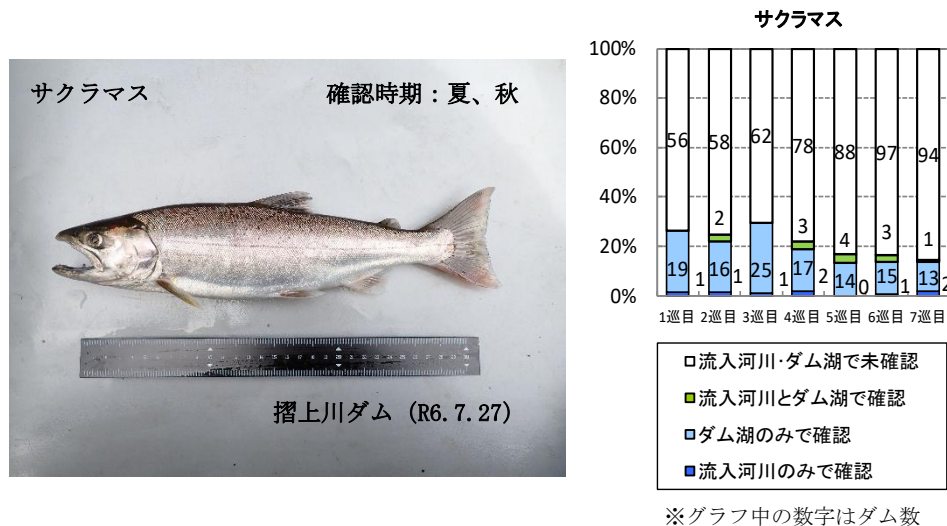 サクラマス
確認時期：夏、秋
摺上川ダム (R6.7.27)
サクラマス
100%
80%
60%
40%
20%
0%
56 58 62 78 88 97 94
2 3 4 3 1
19 16 25 17 14 15 13
1 1 1 2 0 1 2
1巡目 2巡目 3巡目 4巡目 5巡目 6巡目 7巡目
流入河川･ダム湖で未確認
流入河川とダム湖で確認
ダム湖のみで確認
流入河川のみで確認
※グラフ中の数字はダム数